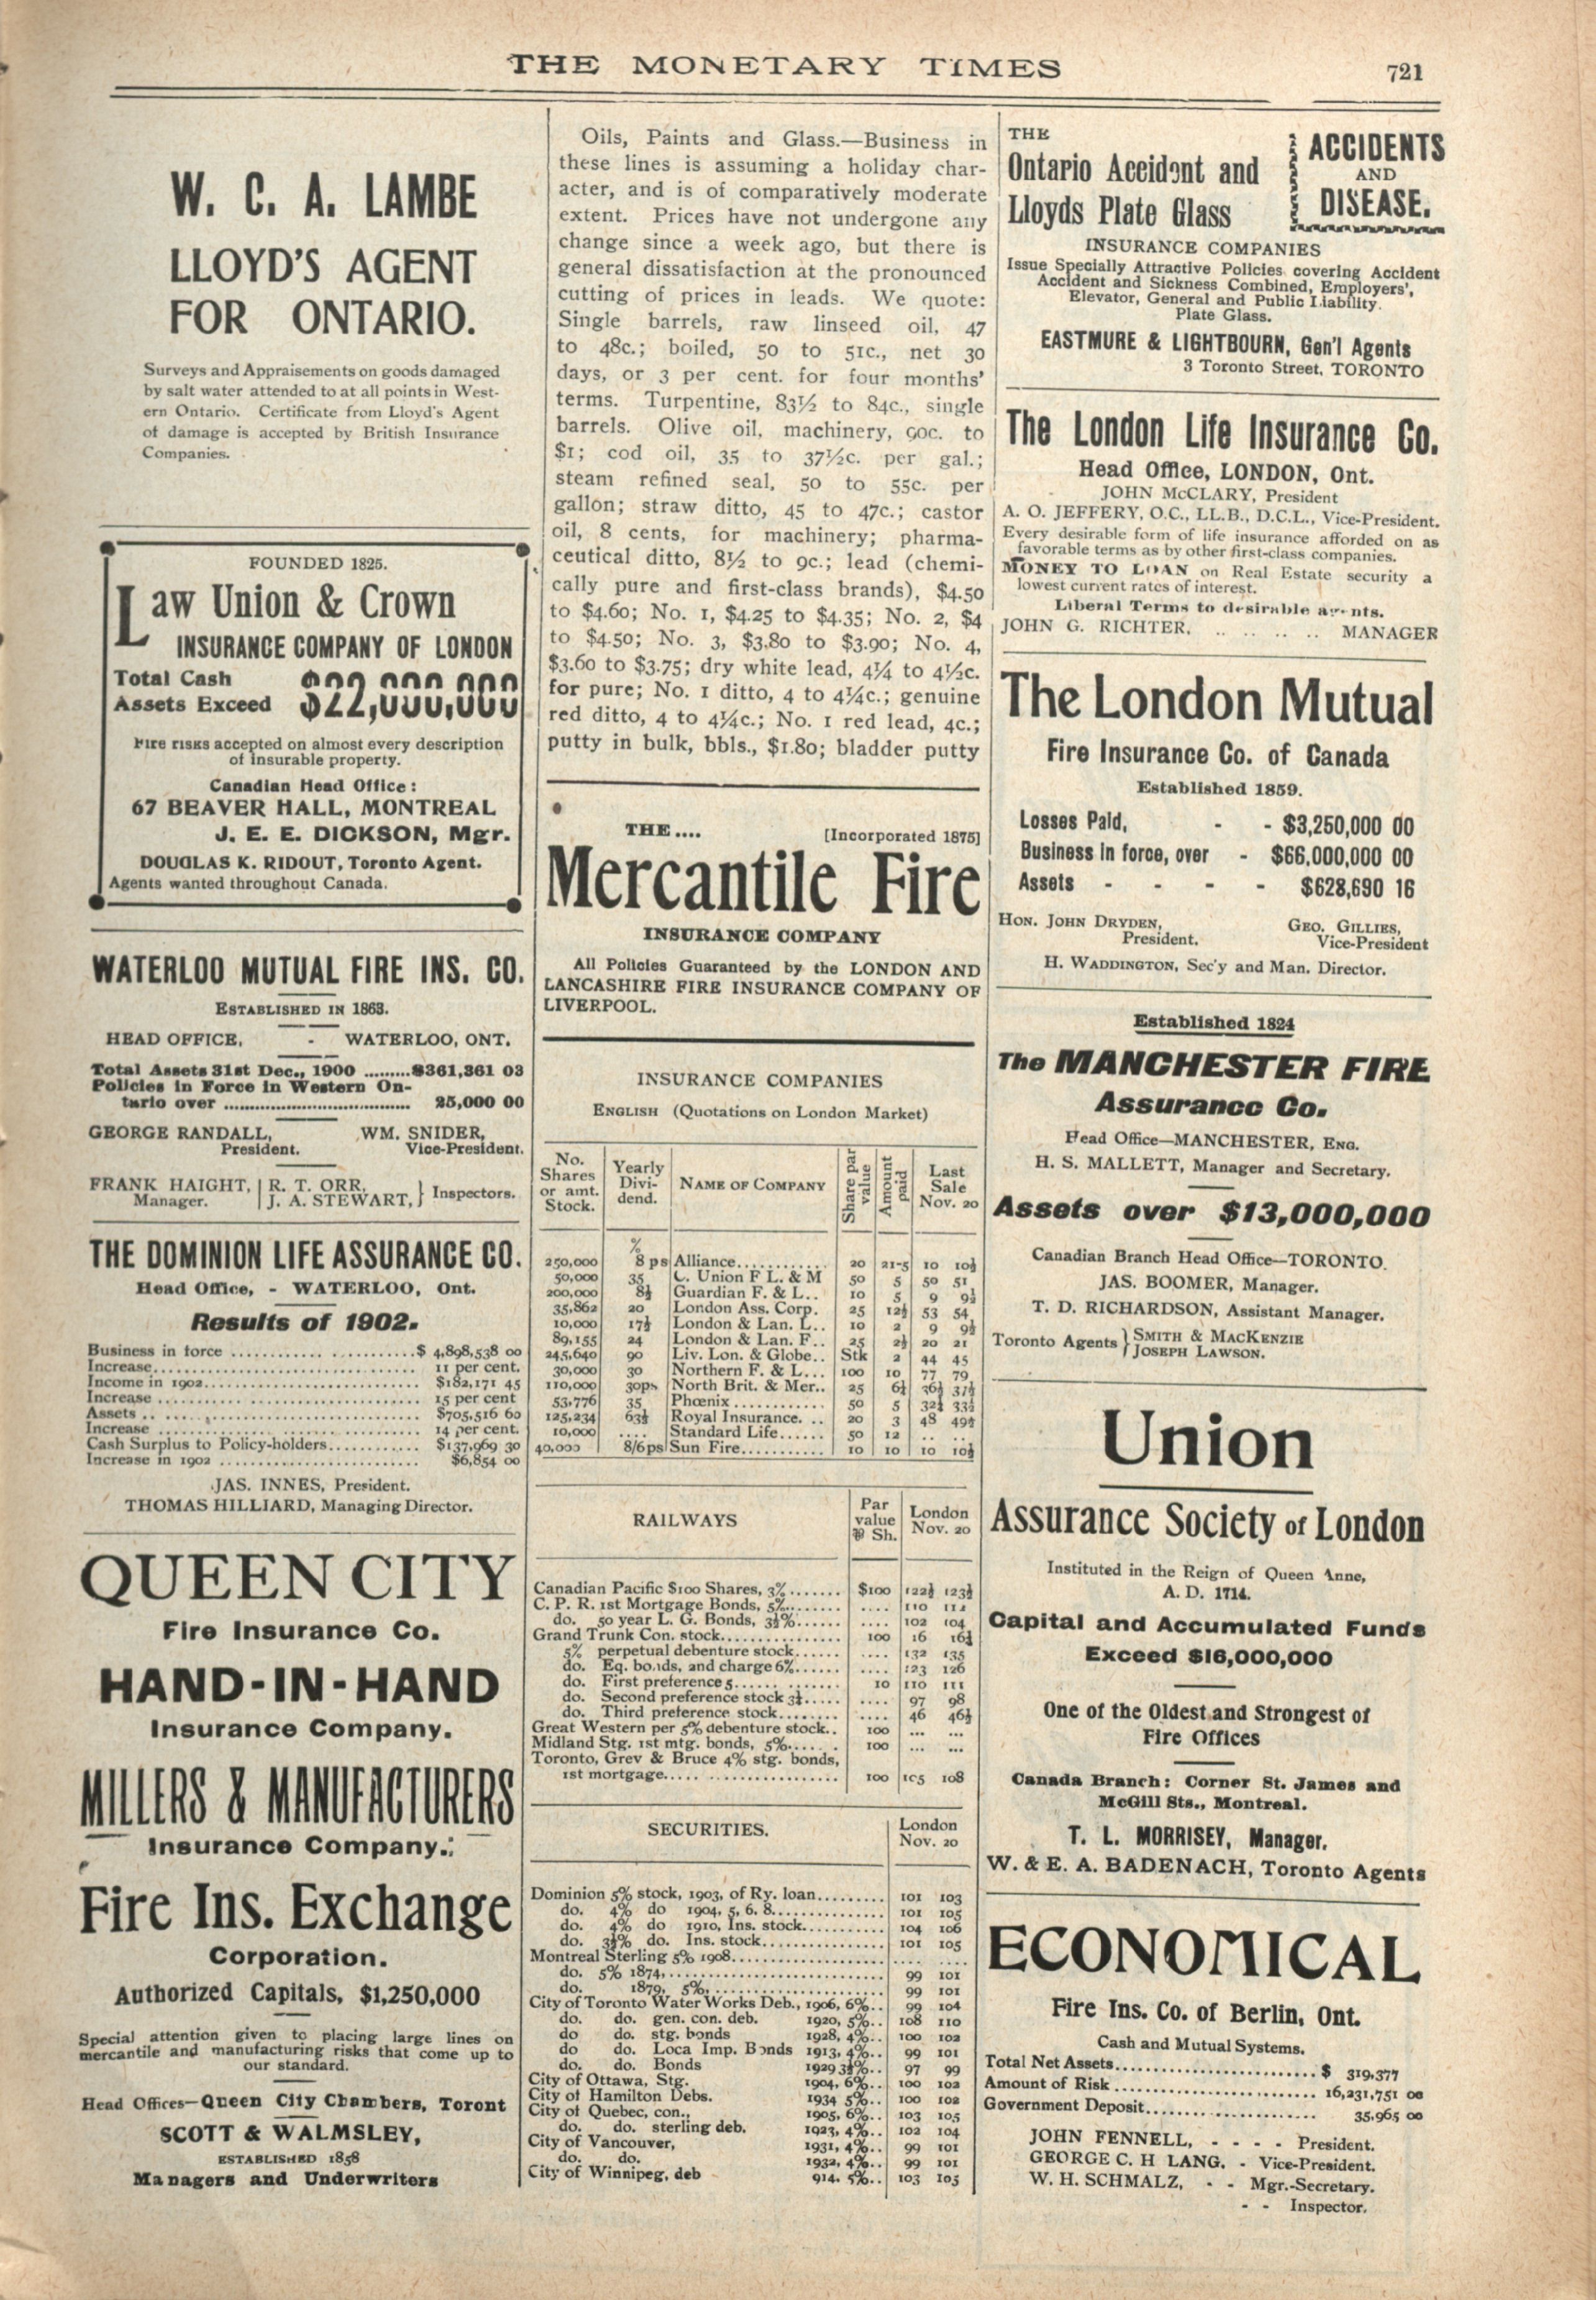 THE MONETARY TIMES
721
W. C. A. LAMBE
LLOYD'S AGENT
FOR ONTARIO.
Surveys and Appraisements on goods damaged
by salt water attended to at all points in West-
ern Ontario. Certificate from Lloyd's Agent
of damage is accepted by British Insurance
Companies.
FOUNDED 1825.
Law Union & Crown
INSURANCE COMPANY OF LONDON
Total Cash
Assets Exceed $22,000,000
Fire risks accepted on almost every description
of insurable property.
Canadian Head Office:
67 BEAVER HALL, MONTREAL
J. E. E. DICKSON, Mgr.
DOUGLAS K. RIDOUT, Toronto Agent.
Agents wanted throughout Canada.
WATERLOO MUTUAL FIRE INS. CO.
ESTABLISHED IN 1863.
HEAD OFFICE, - WATERLOO, ONT.
Total Assets 31st Dec., 1900 .........$361,361 03
Policies in Force in Western On-
tario over .................................. 25,000 00
GEORGE RANDALL, WM. SNIDER,
President. Vice-President.
FRANK HAIGHT, | R. T. ORR, } Inspectors.
Manager. | J. A. STEWART,
THE DOMINION LIFE ASSURANCE CO.
Head Office, - WATERLOO, Ont.
Results of 1902.
Business in force .......................$ 4,898,538 00
Increase................................. 11 per cent.
Income in 1902........................... $182,171 45
Increase ................................ 15 per cent
Assets .. ............................... $705,516 60
Increase ................................ 14 per cent.
Cash Surplus to Policy-holders........... $137,969 30
Increase in 1902 ........................ $6,854 00
JAS. INNES, President.
THOMAS HILLIARD, Managing Director.
QUEEN CITY
Fire Insurance Co.
HAND-IN-HAND
Insurance Company.
MILLERS & MANUFACTURERS
Insurance Company.
Fire Ins. Exchange
Corporation.
Authorized Capitals, $1,250,000
Special attention given to placing large lines on
mercantile and manufacturing risks that come up to
our standard.
Head Offices—Queen City Chambers, Toront
SCOTT & WALMSLEY,
ESTABLISHED 1858
Managers and Underwriters
Oils, Paints and Glass.—Business in
these lines is assuming a holiday char-
acter, and is of comparatively moderate
extent. Prices have not undergone any
change since a week ago, but there is
general dissatisfaction at the pronounced
cutting of prices in leads. We quote:
Single barrels, raw linseed oil, 47
to 48c.; boiled, 50 to 51c., net 30
days, or 3 per cent. for four months'
terms. Turpentine, 83½ to 84c., single
barrels. Olive oil, machinery, 90c. to
$1; cod oil, 35 to 37½c. per gal.;
steam refined seal, 50 to 55c. per
gallon; straw ditto, 45 to 47c.; castor
oil, 8 cents, for machinery; pharma-
ceutical ditto, 8½ to 9c.; lead (chemi-
cally pure and first-class brands), $4.50
to $4.60; No. 1, $4.25 to $4.35; No. 2, $4
to $4.50; No. 3, $3.80 to $3.90; No. 4,
$3.60 to $3.75; dry white lead, 4¼ to 4½c.
for pure; No. 1 ditto, 4 to 4¼c.; genuine
red ditto, 4 to 4¼c.; No. 1 red lead, 4c.;
putty in bulk, bbls., $1.80; bladder putty
THE.... [Incorporated 1875]
Mercantile Fire
INSURANCE COMPANY
All Policies Guaranteed by the LONDON AND
LANCASHIRE FIRE INSURANCE COMPANY OF
LIVERPOOL.
INSURANCE COMPANIES
ENGLISH (Quotations on London Market)
No. Shares or amt. Stock. | Yearly Divi- dend. | NAME OF COMPANY | Share par value | Amount paid | Last Sale Nov. 20
%
250,000 8 ps Alliance............ 20 21-5 10 10½
50,000 35 C. Union F L. & M 50 5 50 51
200,000 8½ Guardian F. & L.. 10 5 9 9½
35,862 20 London Ass. Corp. 25 12½ 53 54
10,000 17½ London & Lan. L.. 10 2 9 9½
89,155 24 London & Lan. F.. 25 2½ 20 21
245,640 90 Liv. Lon. & Globe.. Stk 2 44 45
30,000 30 Northern F. & L... 100 10 77 79
110,000 30ps North Brit. & Mer.. 25 6¼ 36½ 37½
53,776 35 Phœnix........... 50 5 32½ 33½
125,234 63½ Royal Insurance. .. 20 3 48 49½
10,000 .... Standard Life...... 50 12 .. ..
40,000 8/6ps Sun Fire........... 10 10 10 10½
RAILWAYS | Par value ₩ Sh. | London Nov. 20
Canadian Pacific $100 Shares, 3%....... $100 122½ 123½
C. P. R. 1st Mortgage Bonds, 5%........ .... 110
do. 50 year L. G. Bonds, 3½%...... .... 102 104
Grand Trunk Con. stock................ 100 16 16½
5% perpetual debenture stock...... .... 132 135
do. Eq. bonds, and charge 6%...... .... 123 126
do. First preference 5............ 10 110 111
do. Second preference stock 3½..... .... 97 98
do. Third preference stock........ .... 46 46½
Great Western per 5% debenture stock.. 100 ... ...
Midland Stg. 1st mtg. bonds, 5%..... . 100 ... ...
Toronto, Grey & Bruce 4% stg. bonds,
1st mortgage..... .................. 100 105 108
SECURITIES. | London Nov. 20
Dominion 5% stock, 1903, of Ry. loan......... 101 103
do. 4% do 1904, 5, 6, 8............... 101 105
do. 4% do 1910, Ins. stock........... 104 106
do. 3½% do. Ins. stock................ 101 105
Montreal Sterling 5% 1908...................... .... ....
do. 5% 1874,............................ 99 101
do. 1879, 5%,...................... 99 101
City of Toronto Water Works Deb., 1906, 6%.. 99 104
do. do. gen. con. deb. 1920, 5%.. 108 110
do do. stg. bonds 1928, 4%.. 100 102
do do. Loca Imp. Bonds 1913, 4%.. 99 101
do. do. Bonds 1929 3½%.. 97 99
City of Ottawa, Stg. 1904, 6%.. 100 102
City of Hamilton Debs. 1934 5%.. 100 102
City of Quebec, con., 1905, 6%.. 103 105
do. do. sterling deb. 1923, 4%.. 102 104
City of Vancouver, 1931, 4%.. 99 101
do. do. 1932, 4%.. 99 101
City of Winnipeg, deb 914, 5%.. 103 105
THE
Ontario Accident and
Lloyds Plate Glass
ACCIDENTS
AND
DISEASE.
INSURANCE COMPANIES
Issue Specially Attractive Policies covering Accident
Accident and Sickness Combined, Employers',
Elevator, General and Public Liability.
Plate Glass.
EASTMURE & LIGHTBOURN, Gen'l Agents
3 Toronto Street, TORONTO
The London Life Insurance Co.
Head Office, LONDON, Ont.
JOHN McCLARY, President
A. O. JEFFERY, O.C., LL.B., D.C.L., Vice-President.
Every desirable form of life insurance afforded on as
favorable terms as by other first-class companies.
MONEY TO LOAN on Real Estate security a
lowest current rates of interest.
Liberal Terms to desirable agents.
JOHN G. RICHTER, .. .. .. .. MANAGER
The London Mutual
Fire Insurance Co. of Canada
Established 1859.
Losses Paid, - - $3,250,000 00
Business in force, over - $66,000,000 00
Assets - - - - $628,690 16
HON. JOHN DRYDEN, GEO. GILLIES,
President. Vice-President
H. WADDINGTON, Sec'y and Man. Director.
Established 1824
The MANCHESTER FIRE
Assurance Co.
Head Office—MANCHESTER, ENG.
H. S. MALLETT, Manager and Secretary.
Assets over $13,000,000
Canadian Branch Head Office—TORONTO.
JAS. BOOMER, Manager.
T. D. RICHARDSON, Assistant Manager.
Toronto Agents } SMITH & MACKENZIE
JOSEPH LAWSON.
Union
Assurance Society of London
Instituted in the Reign of Queen Anne,
A. D. 1714.
Capital and Accumulated Funds
Exceed $16,000,000
One of the Oldest and Strongest of
Fire Offices
Canada Branch: Corner St. James and
McGill Sts., Montreal.
T. L. MORRISEY, Manager.
W. & E. A. BADENACH, Toronto Agents
ECONOMICAL
Fire Ins. Co. of Berlin, Ont.
Cash and Mutual Systems.
Total Net Assets.............................$ 319,377
Amount of Risk ............................ 16,231,751 00
Government Deposit........................ 35,965 00
JOHN FENNELL, - - - - President.
GEORGE C. H LANG, - Vice-President.
W. H. SCHMALZ, - - Mgr.-Secretary.
- - Inspector.